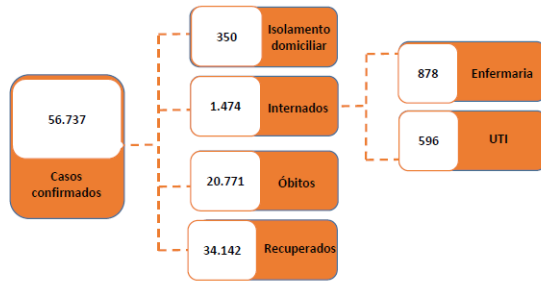 56.737
Casos
confirmados
350
Isolamento
domiciliar
1.474
Internados
20.771
Óbitos
34.142
Recuperados
878
Enfermaria
596
UTI